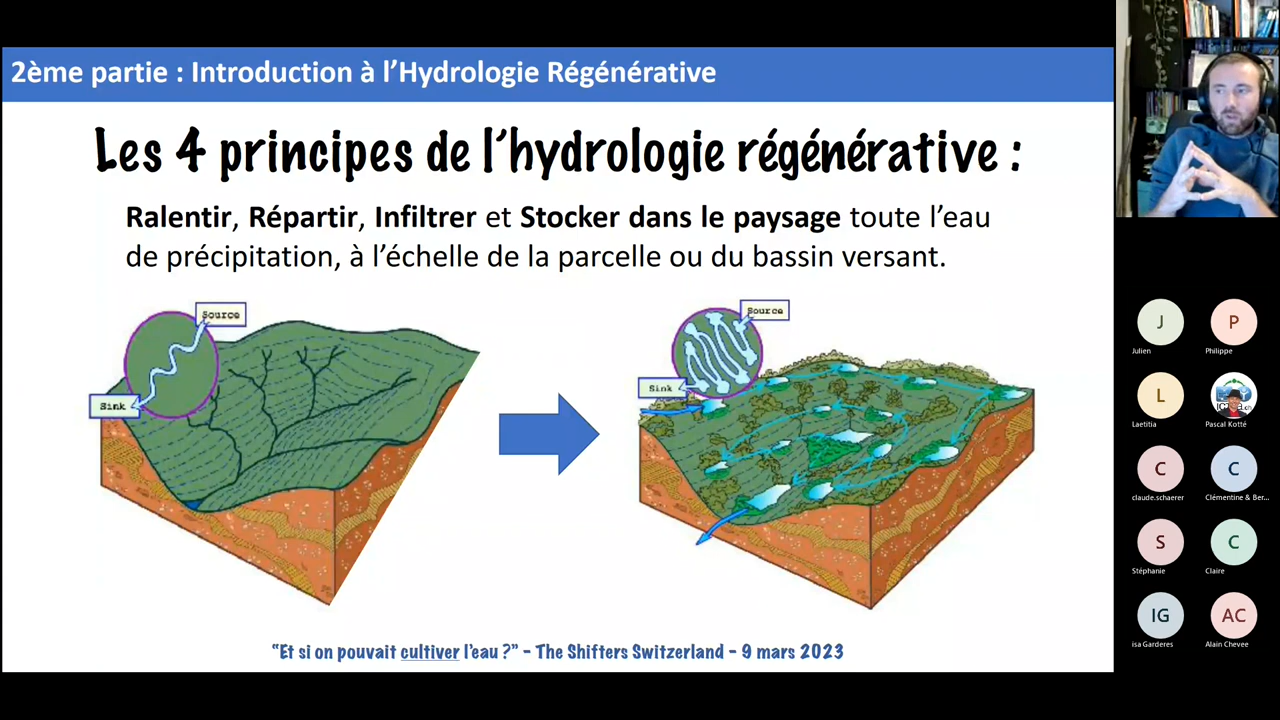 2ème partie : Introduction à l'Hydrologie Régénérative
Les 4 principes de l'hydrologie régénérative :
Ralentir, Répartir, Infiltrer et Stocker dans le paysage toute l'eau
de précipitation, à l'échelle de la parcelle ou du bassin versant.
Source
Sink
Source
Sink
"Et si on pouvait cultiver l'eau ?" - The Shifters Switzerland - 9 mars 2023
J
Julien
P
Philippe
L
Laetitia
Pascal Kotté
C
claude.schaerer
C
Clémentine & Ber...
S
Stéphanie
C
Claire
IG
isa Garderes
AC
Alain Chevee